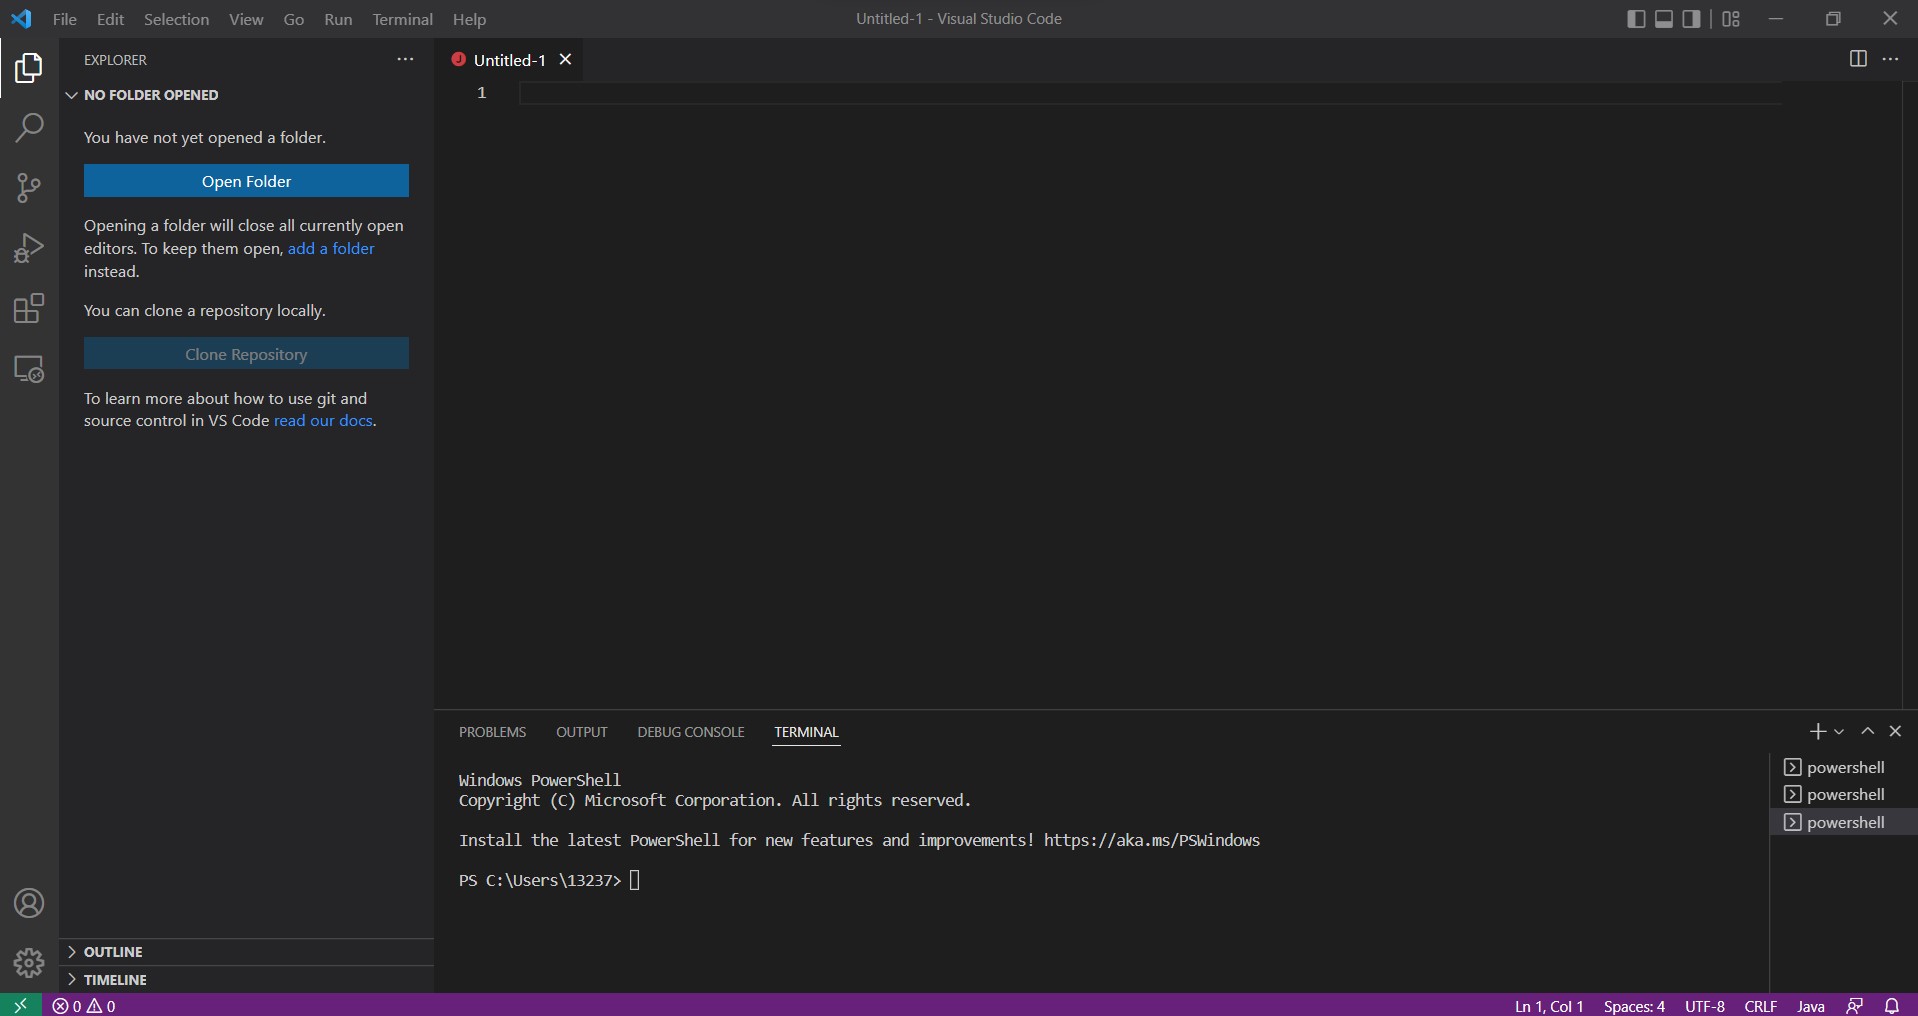 File Edit Selection View Go Run Terminal Help
Untitled-1 - Visual Studio Code
EXPLORER
NO FOLDER OPENED
You have not yet opened a folder.
Open Folder
Opening a folder will close all currently open
editors. To keep them open, add a folder
instead.
You can clone a repository locally.
Clone Repository
To learn more about how to use git and
source control in VS Code read our docs.
OUTLINE
TIMELINE
J Untitled-1
1
PROBLEMS OUTPUT DEBUG CONSOLE TERMINAL
Windows PowerShell
Copyright (C) Microsoft Corporation. All rights reserved.
Install the latest PowerShell for new features and improvements! https://aka.ms/PSWindows
PS C:\Users\13237>
powershell
powershell
powershell
0 0
Ln 1, Col 1 Spaces: 4 UTF-8 CRLF Java